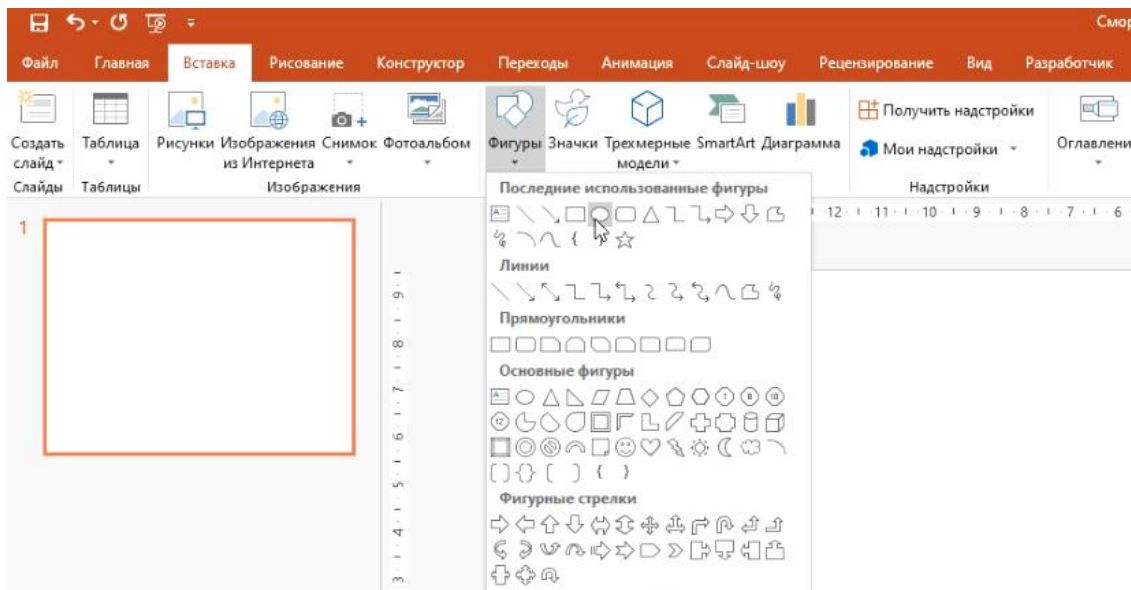 Смор
Файл Главная Вставка Рисование Конструктор Переходы Анимация Слайд-шоу Рецензирование Вид Разработчик
Создать слайд
Таблица
Рисунки
Изображения из Интернета
Снимок
Фотоальбом
Фигуры
Значки
Трехмерные модели
SmartArt
Диаграмма
Получить надстройки
Мои надстройки
Оглавлени
Слайды Таблицы Изображения Надстройки
1
Последние использованные фигуры
12 11 10 9 8 7 6
Линии
Прямоугольники
Основные фигуры
Фигурные стрелки
9
8
7
6
5
4
3